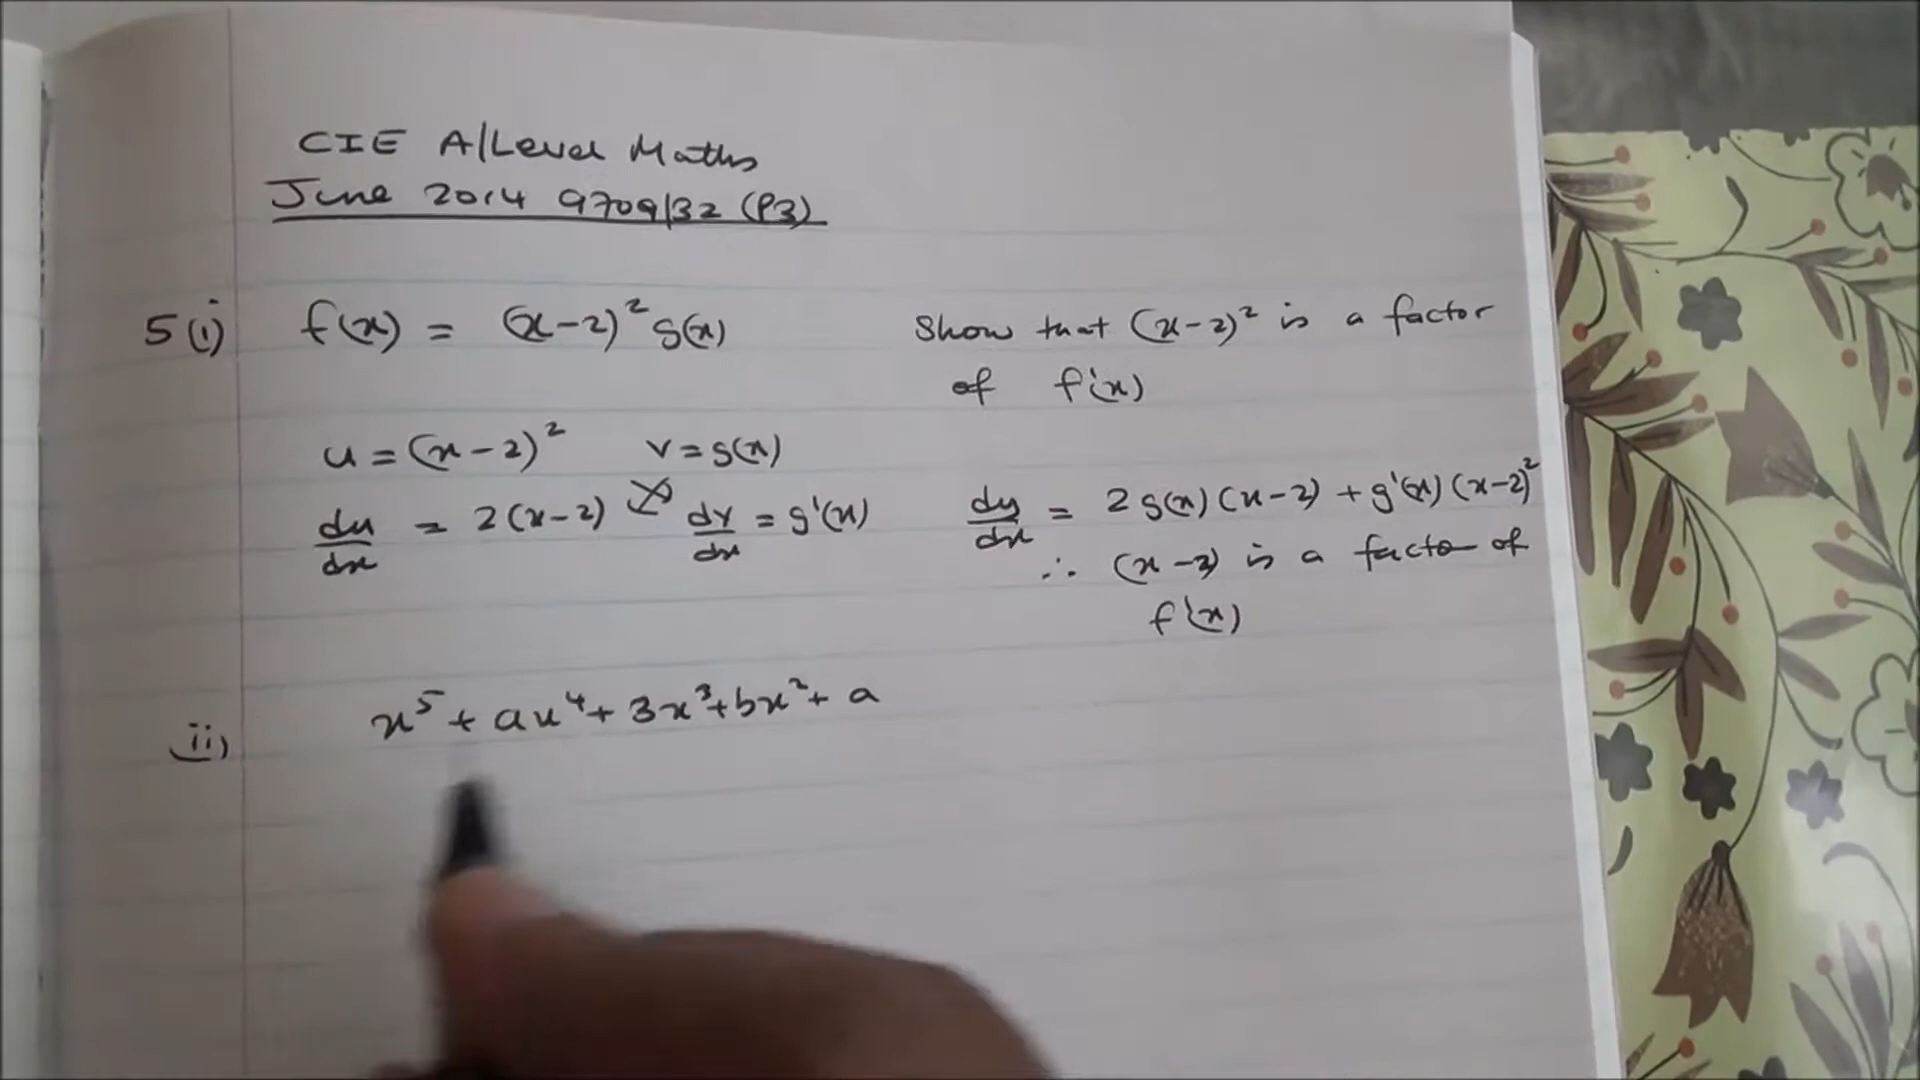 CIE A/Level Maths
June 2014 9709/32 (P3)
5(i) f(x) = (x-2)² g(x)
Show that (x-2)² is a factor
of f'(x)
u = (x-2)² v = g(x)
du/dx = 2(x-2) dv/dx = g'(x)
dy/dx = 2g(x)(x-2) + g'(x)(x-2)²
∴ (x-2) is a factor of
f'(x)
ii) x⁵ + ax⁴ + 3x³ + bx² + a